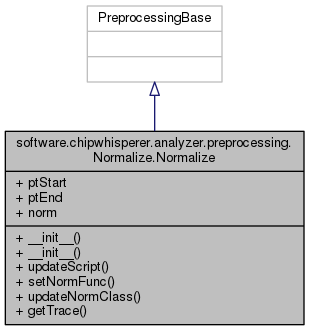 PreprocessingBase
software.chipwhisperer.analyzer.preprocessing.
Normalize.Normalize
+ ptStart
+ ptEnd
+ norm
+ __init__()
+ __init__()
+ updateScript()
+ setNormFunc()
+ updateNormClass()
+ getTrace()